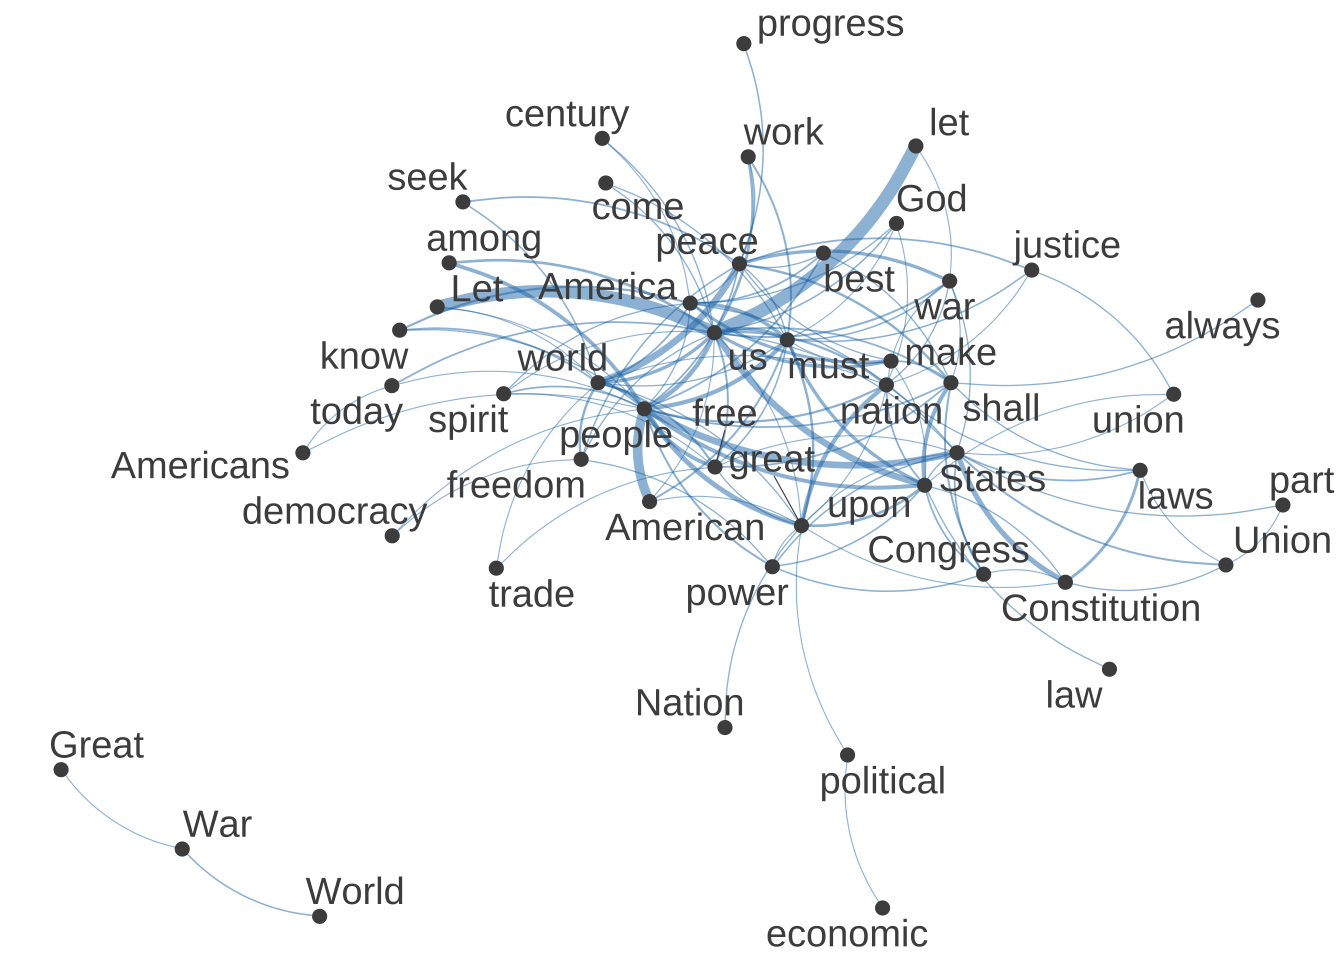 progress
century
let
work
seek
God
come
among
peace
justice
best
Let
America
war
always
know
world
us
must
make
today
spirit
free
nation
shall
union
people
Americans
great
freedom
States
part
democracy
upon
laws
American
Union
Congress
trade
power
Constitution
law
Nation
Great
political
War
World
economic